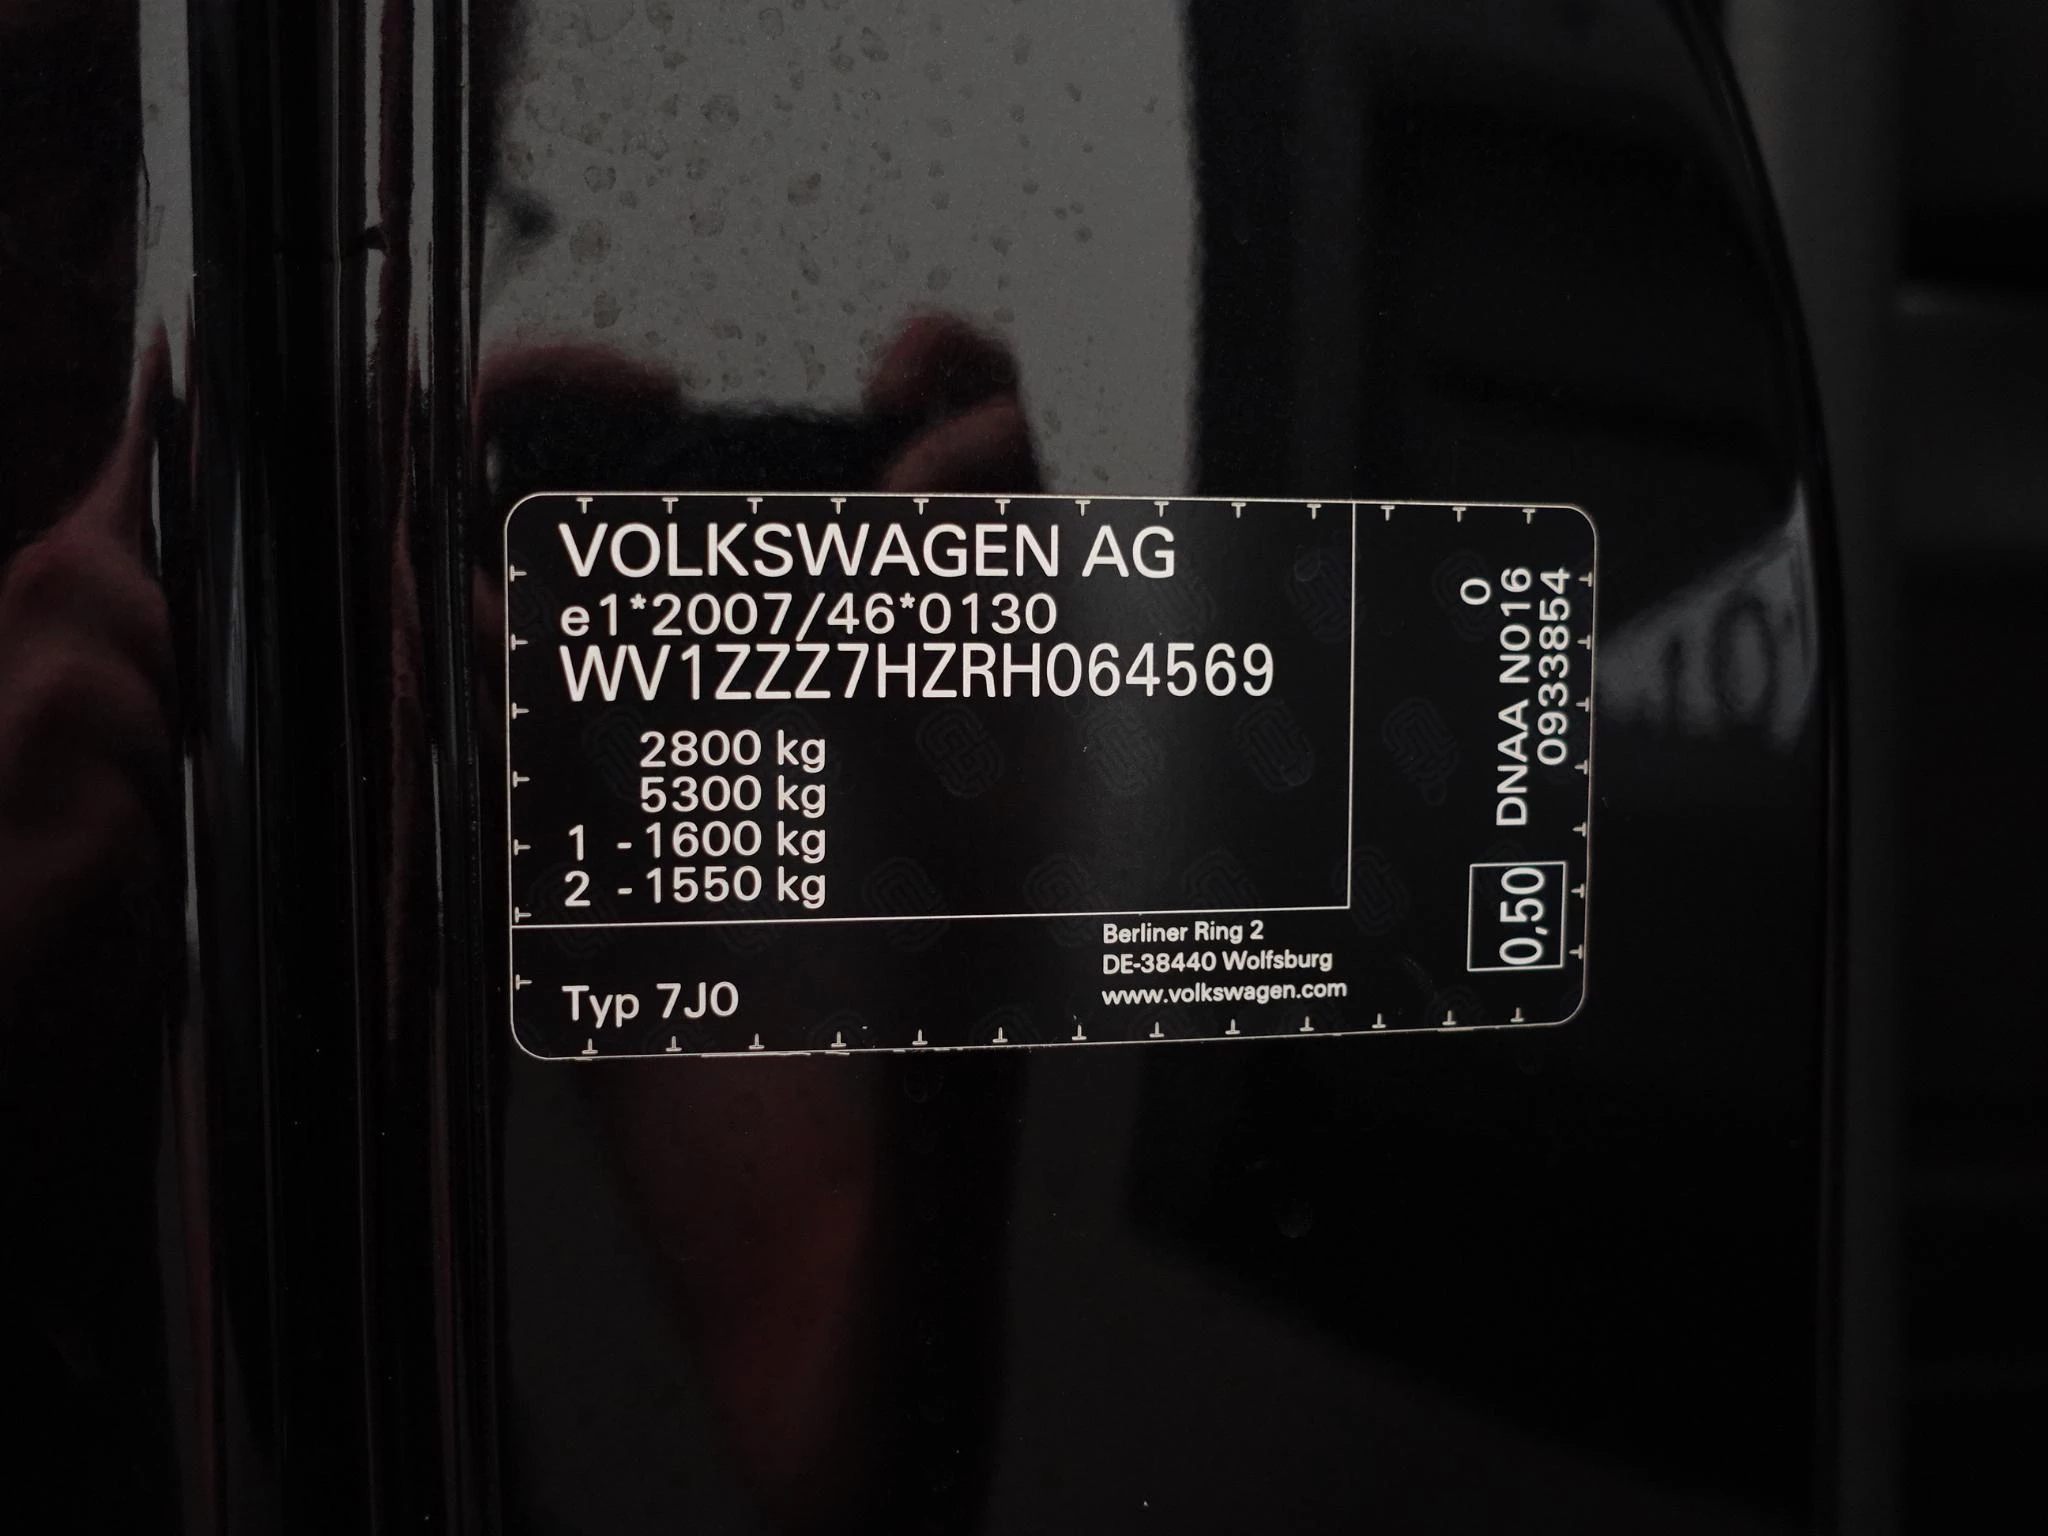 VOLKSWAGEN AG
e1*2007/46*0130
WV1ZZZ7HZRH064569
2800 kg
5300 kg
1 - 1600 kg
2 - 1550 kg
Typ 7J0
Berliner Ring 2
DE-38440 Wolfsburg
www.volkswagen.com
0
DNAA N016
0933854
0,50